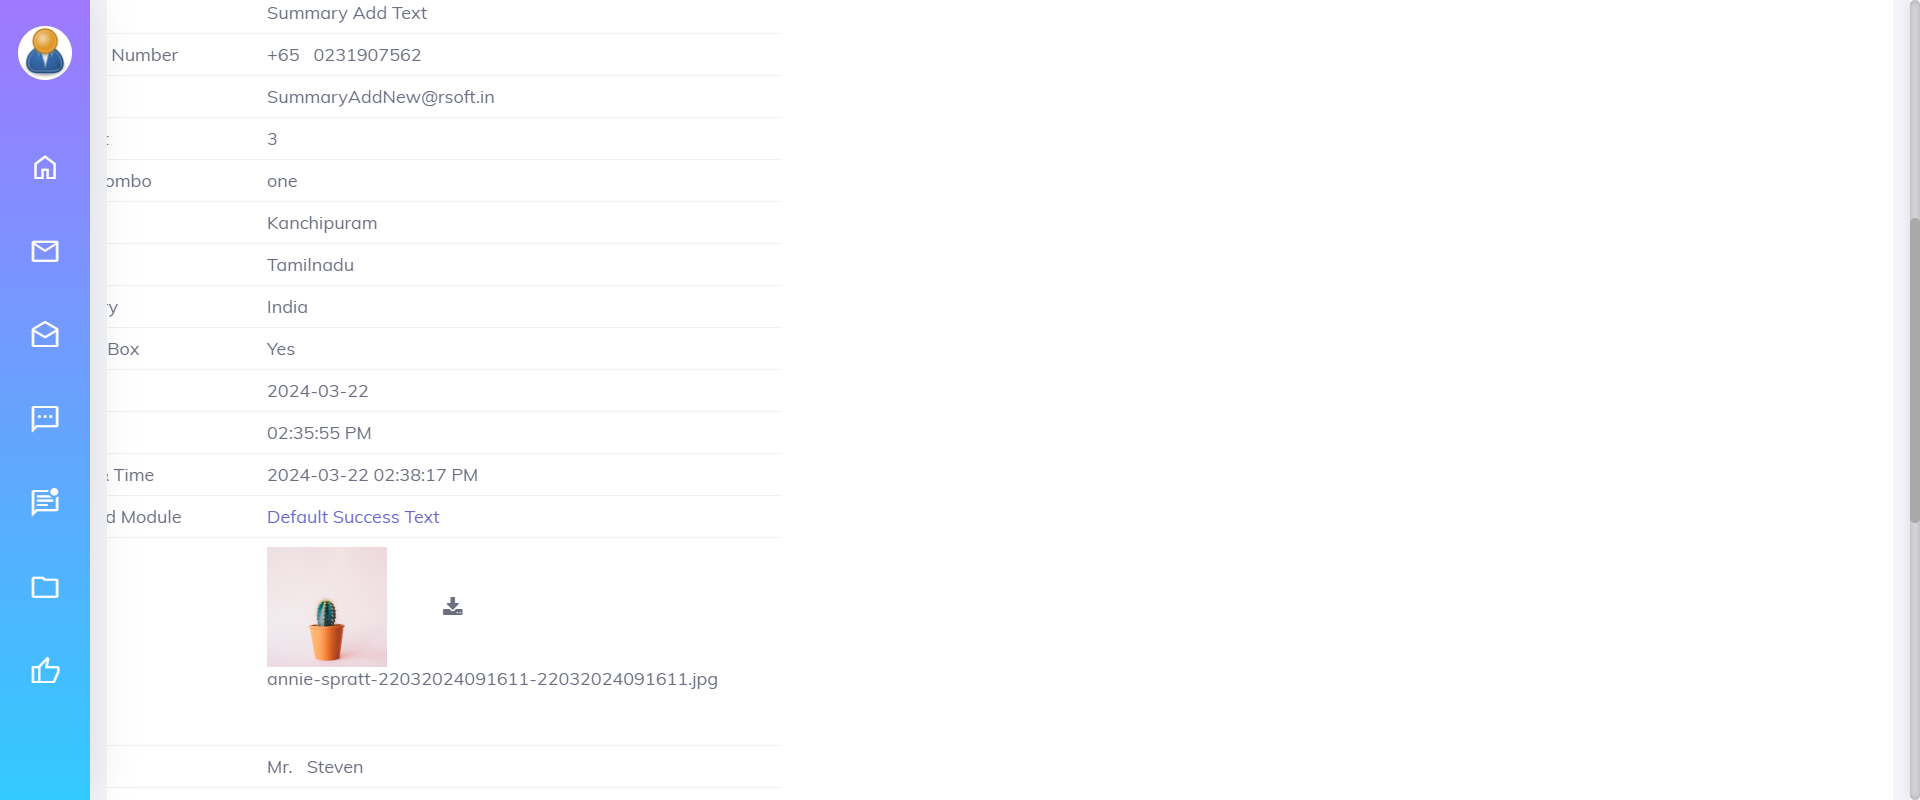 Summary Add Text
Number +65 0231907562
SummaryAddNew@rsoft.in
3
ombo one
Kanchipuram
Tamilnadu
y India
Box Yes
2024-03-22
02:35:55 PM
Time 2024-03-22 02:38:17 PM
d Module Default Success Text
annie-spratt-22032024091611-22032024091611.jpg
Mr. Steven